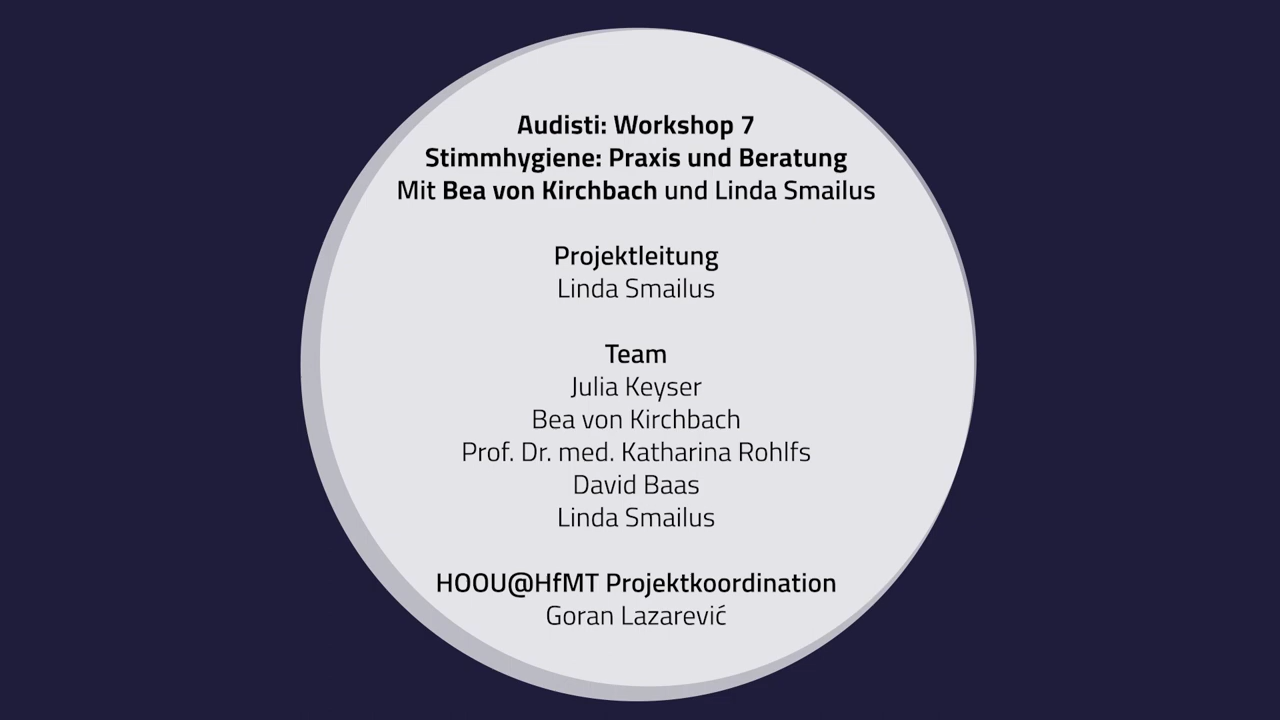 Audisti: Workshop 7
Stimmhygiene: Praxis und Beratung
Mit Bea von Kirchbach und Linda Smailus
Projektleitung
Linda Smailus
Team
Julia Keyser
Bea von Kirchbach
Prof. Dr. med. Katharina Rohlfs
David Baas
Linda Smailus
HOOU@HfMT Projektkoordination
Goran Lazarević